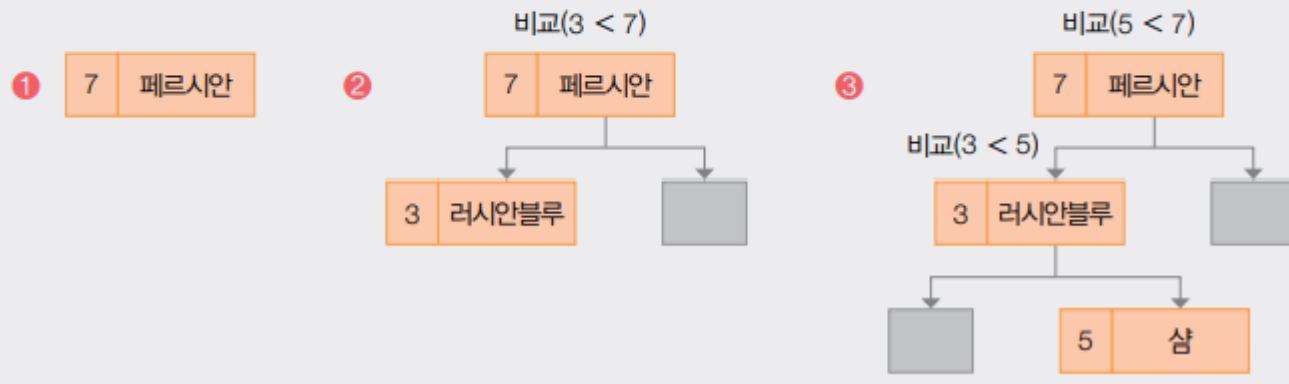 ❶ 7 페르시안
❷ 비교(3 < 7)
7 페르시안
3 러시안블루
❸ 비교(5 < 7)
7 페르시안
비교(3 < 5)
3 러시안블루
5 샴